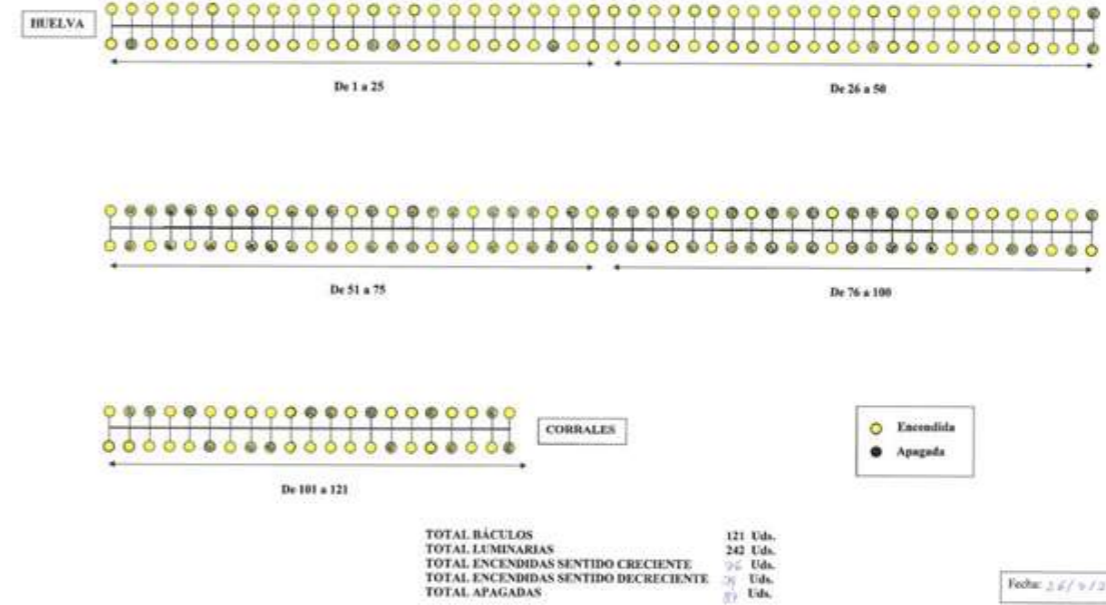 HUELVA
De 1 a 25
De 26 a 50
De 51 a 75
De 76 a 100
CORRALES
Encendida
Apagada
De 101 a 121
TOTAL BÁCULOS 121 Uds.
TOTAL LUMINARIAS 242 Uds.
TOTAL ENCENDIDAS SENTIDO CRECIENTE 76 Uds.
TOTAL ENCENDIDAS SENTIDO DECRECIENTE Uds.
TOTAL APAGADAS Uds.
Fecha: